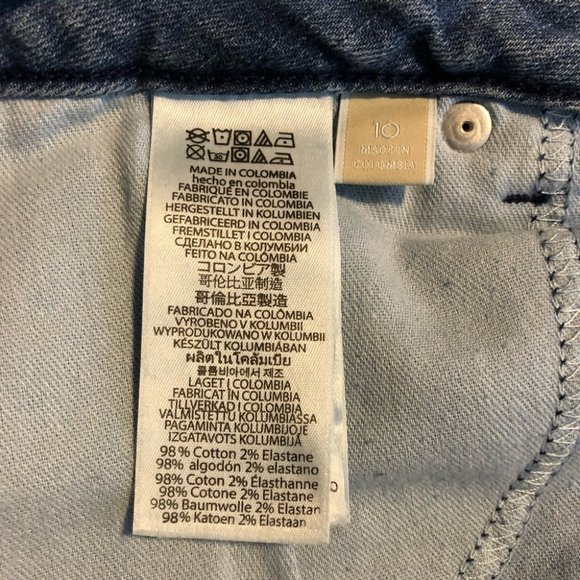 MADE IN COLOMBIA
hecho en colombia
FABRIQUÉ EN COLOMBIE
FABBRICATO IN COLOMBIA
HERGESTELLT IN KOLUMBIEN
GEFABRICEERD IN COLOMBIA
FREMSTILLET I COLOMBIA
СДЕЛАНО В КОЛУМБИИ
FEITO NA COLÔMBIA
コロンビア製
哥伦比亚制造
哥倫比亞製造
FABRICADO NA COLÔMBIA
VYROBENO V KOLUMBII
WYPRODUKOWANO W KOLUMBII
KÉSZÜLT KOLUMBIÁBAN
ผลิตในโคลัมเบีย
콜롬비아에서 제조
LAGET I COLOMBIA
FABRICAT IN COLUMBIA
TILLVERKAD I COLOMBIA
VALMISTETTU KOLUMBIASSA
PAGAMINTA KOLUMBIJOJE
IZGATAVOTS KOLUMBIJĀ
98% Cotton 2% Elastane
98% algodón 2% elastano
98% Coton 2% Élasthanne
98% Cotone 2% Elastane
98% Baumwolle 2% Elastan
98% Katoen 2% Elastaan
10
MADE IN
COLOMBIA